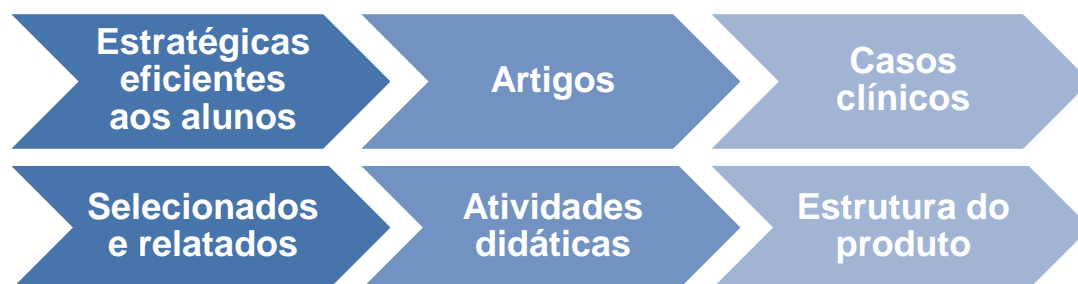 Estratégicas
eficientes
aos alunos
Artigos
Casos
clínicos
Selecionados
e relatados
Atividades
didáticas
Estrutura do
produto